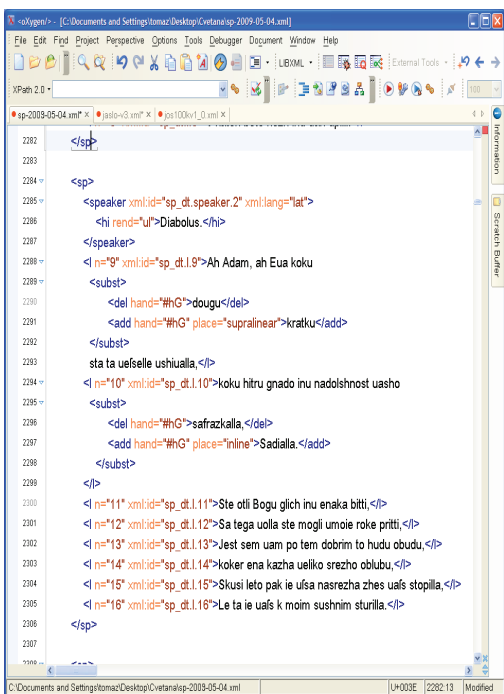 <oXygen/> - [C:\Documents and Settings\tomaz\Desktop\Cvetana\sp-2009-05-04.xml]
File Edit Find Project Perspective Options Tools Debugger Document Window Help
LIBXML External Tools
XPath 2.0 100
sp-2009-05-04.xml* jaslo-v3.xml* jos100kv1_0.xml
2282 </sp>
2283
2284 <sp>
2285 <speaker xml:id="sp_dt.speaker.2" xml:lang="lat">
2286 <hi rend="ul">Diabolus.</hi>
2287 </speaker>
2288 <l n="9" xml:id="sp_dt.l.9">Ah Adam, ah Eua koku
2289 <subst>
2290 <del hand="#hG">dougu</del>
2291 <add hand="#hG" place="supralinear">kratku</add>
2292 </subst>
2293 sta ta ueſselle ushiualla,</l>
2294 <l n="10" xml:id="sp_dt.l.10">koku hitru gnado inu nadolshnost uasho
2295 <subst>
2296 <del hand="#hG">safrazkalla,</del>
2297 <add hand="#hG" place="inline">Sadialla.</add>
2298 </subst>
2299 </l>
2300 <l n="11" xml:id="sp_dt.l.11">Ste otli Bogu glich inu enaka bitti,</l>
2301 <l n="12" xml:id="sp_dt.l.12">Sa tega uolla ste mogli umoie roke pritti,</l>
2302 <l n="13" xml:id="sp_dt.l.13">Jest sem uam po tem dobrim to hudu obudu,</l>
2303 <l n="14" xml:id="sp_dt.l.14">koker ena kazha ueliko srezho oblubu,</l>
2304 <l n="15" xml:id="sp_dt.l.15">Skusi leto pak ie uſsa nasrezha zhes uaſs stopilla,</l>
2305 <l n="16" xml:id="sp_dt.l.16">Le ta ie uaſs k moim sushnim sturilla.</l>
2306 </sp>
2307
Information
Scratch Buffer
C:\Documents and Settings\tomaz\Desktop\Cvetana\sp-2009-05-04.xml U+003E 2282:13 Modified